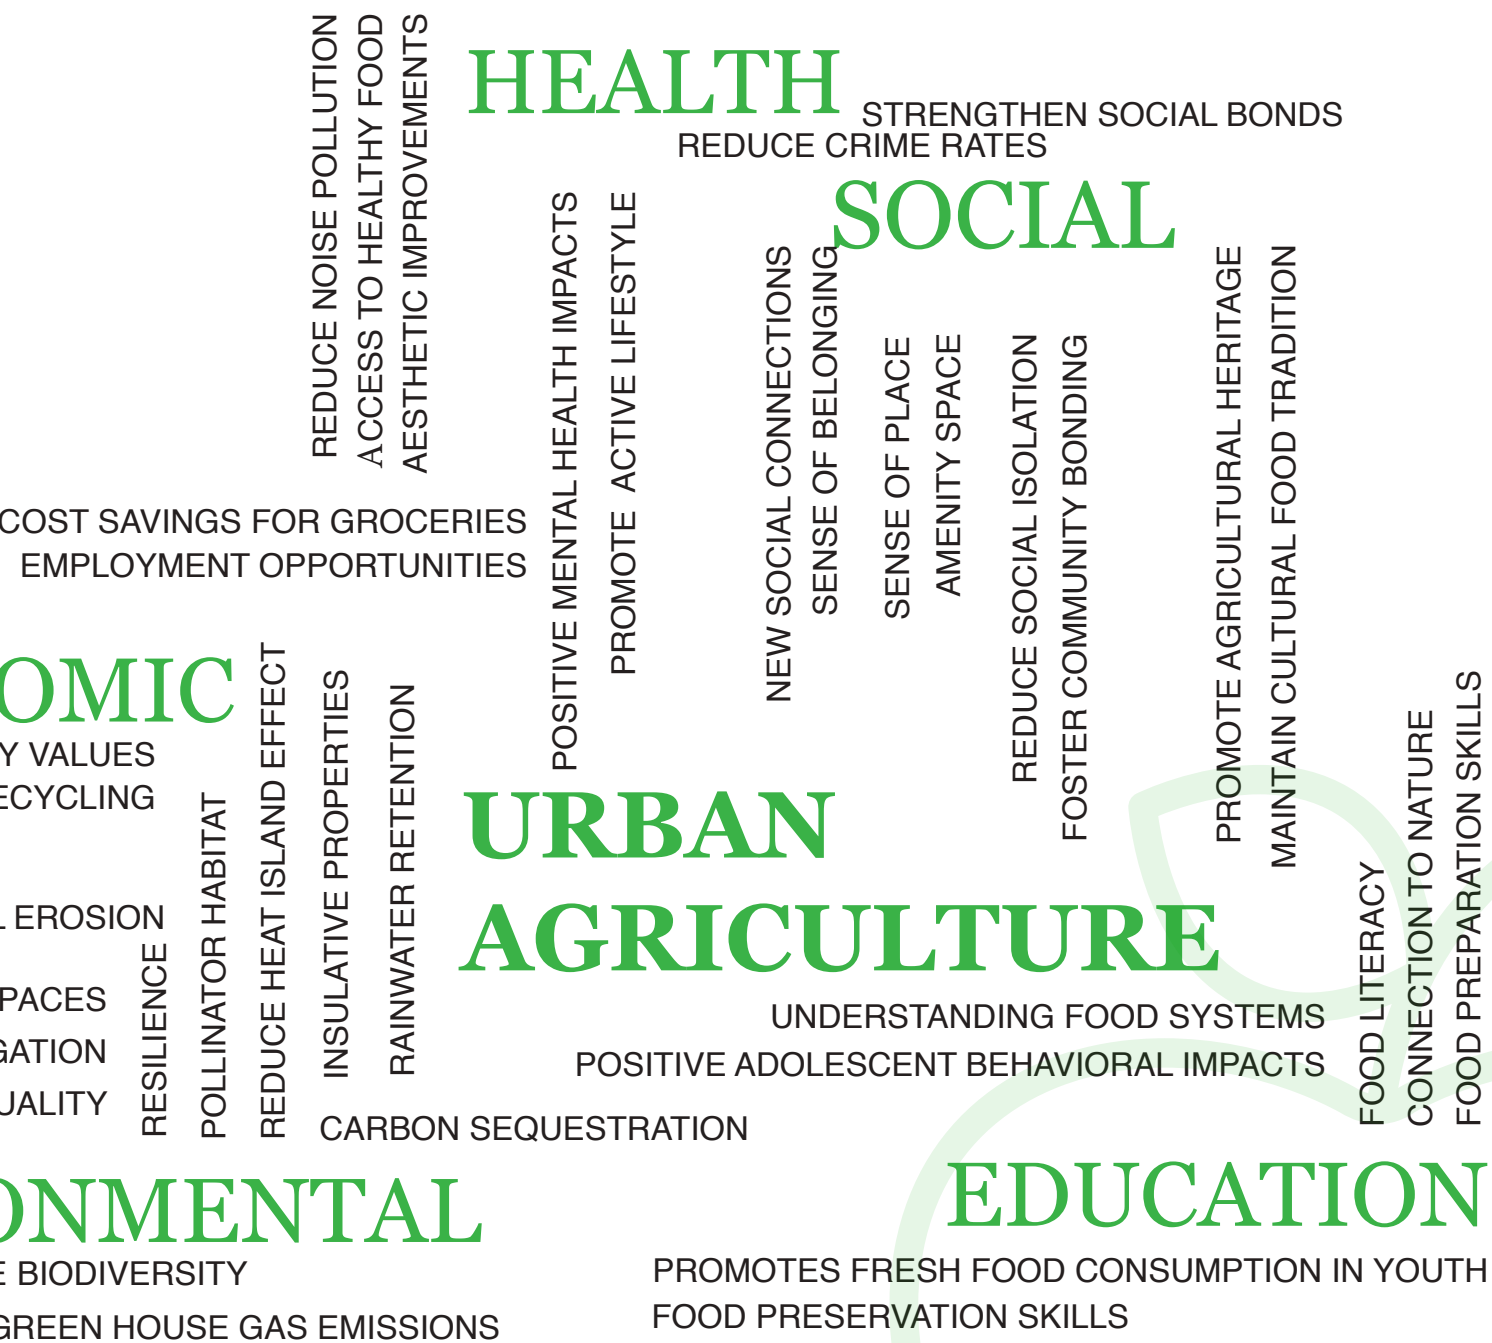 REDUCE NOISE POLLUTION
ACCESS TO HEALTHY FOOD
AESTHETIC IMPROVEMENTS
HEALTH
STRENGTHEN SOCIAL BONDS
REDUCE CRIME RATES
SOCIAL
POSITIVE MENTAL HEALTH IMPACTS
PROMOTE ACTIVE LIFESTYLE
NEW SOCIAL CONNECTIONS
SENSE OF BELONGING
SENSE OF PLACE
AMENITY SPACE
REDUCE SOCIAL ISOLATION
FOSTER COMMUNITY BONDING
PROMOTE AGRICULTURAL HERITAGE
MAINTAIN CULTURAL FOOD TRADITION
COST SAVINGS FOR GROCERIES
EMPLOYMENT OPPORTUNITIES
OMIC
Y VALUES
ECYCLING
L EROSION
PACES
GATION
UALITY
RESILIENCE
POLLINATOR HABITAT
REDUCE HEAT ISLAND EFFECT
INSULATIVE PROPERTIES
RAINWATER RETENTION
URBAN
AGRICULTURE
UNDERSTANDING FOOD SYSTEMS
POSITIVE ADOLESCENT BEHAVIORAL IMPACTS
FOOD LITERACY
CONNECTION TO NATURE
FOOD PREPARATION SKILLS
CARBON SEQUESTRATION
ONMENTAL
EDUCATION
E BIODIVERSITY
GREEN HOUSE GAS EMISSIONS
PROMOTES FRESH FOOD CONSUMPTION IN YOUTH
FOOD PRESERVATION SKILLS